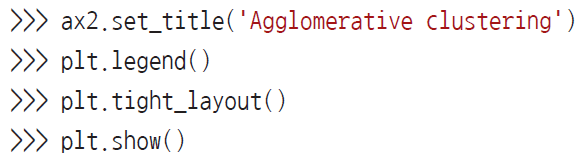 >>> ax2.set_title('Agglomerative clustering')
>>> plt.legend()
>>> plt.tight_layout()
>>> plt.show()